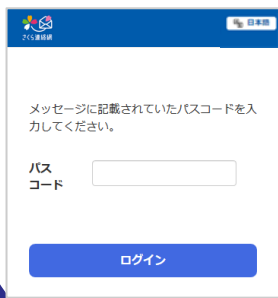 さくら連絡網
日本語
メッセージに記載されていたパスコードを入
力してください。
パス
コード
ログイン